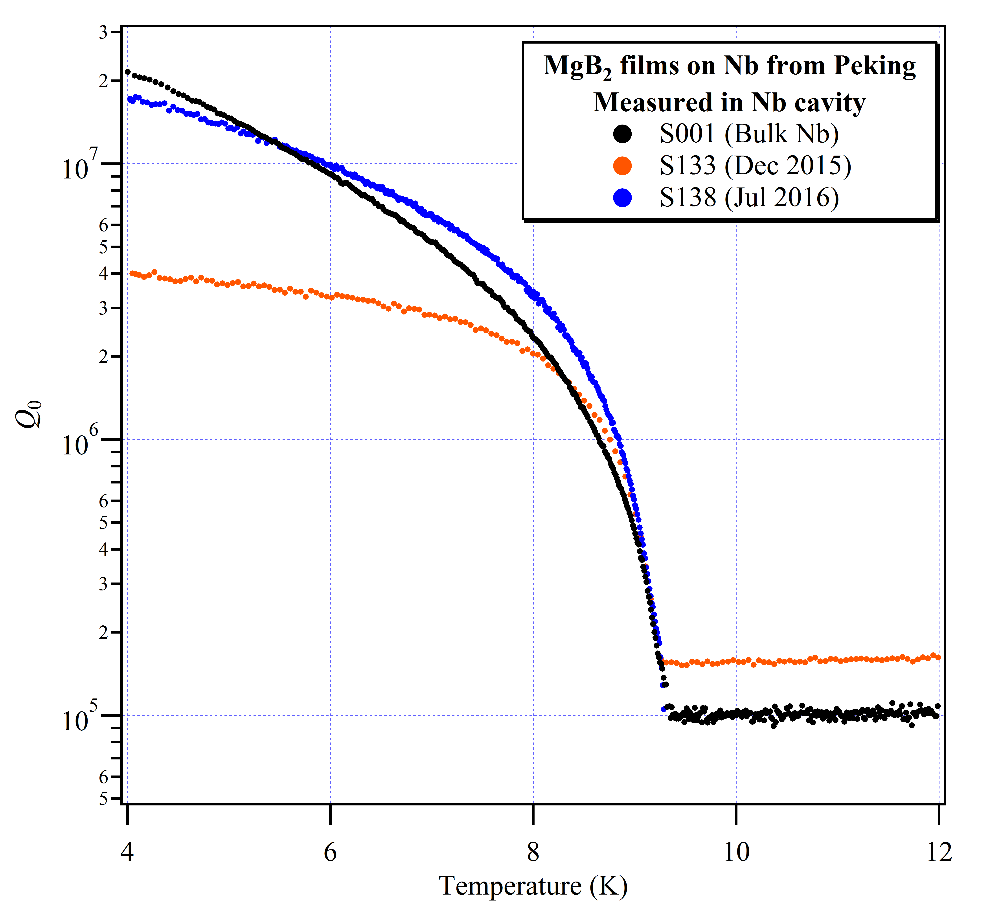 3
2
10^7
6
5
4
3
2
10^6
6
5
4
3
2
10^5
6
5
Q₀
MgB₂ films on Nb from Peking
Measured in Nb cavity
S001 (Bulk Nb)
S133 (Dec 2015)
S138 (Jul 2016)
4 6 8 10 12
Temperature (K)